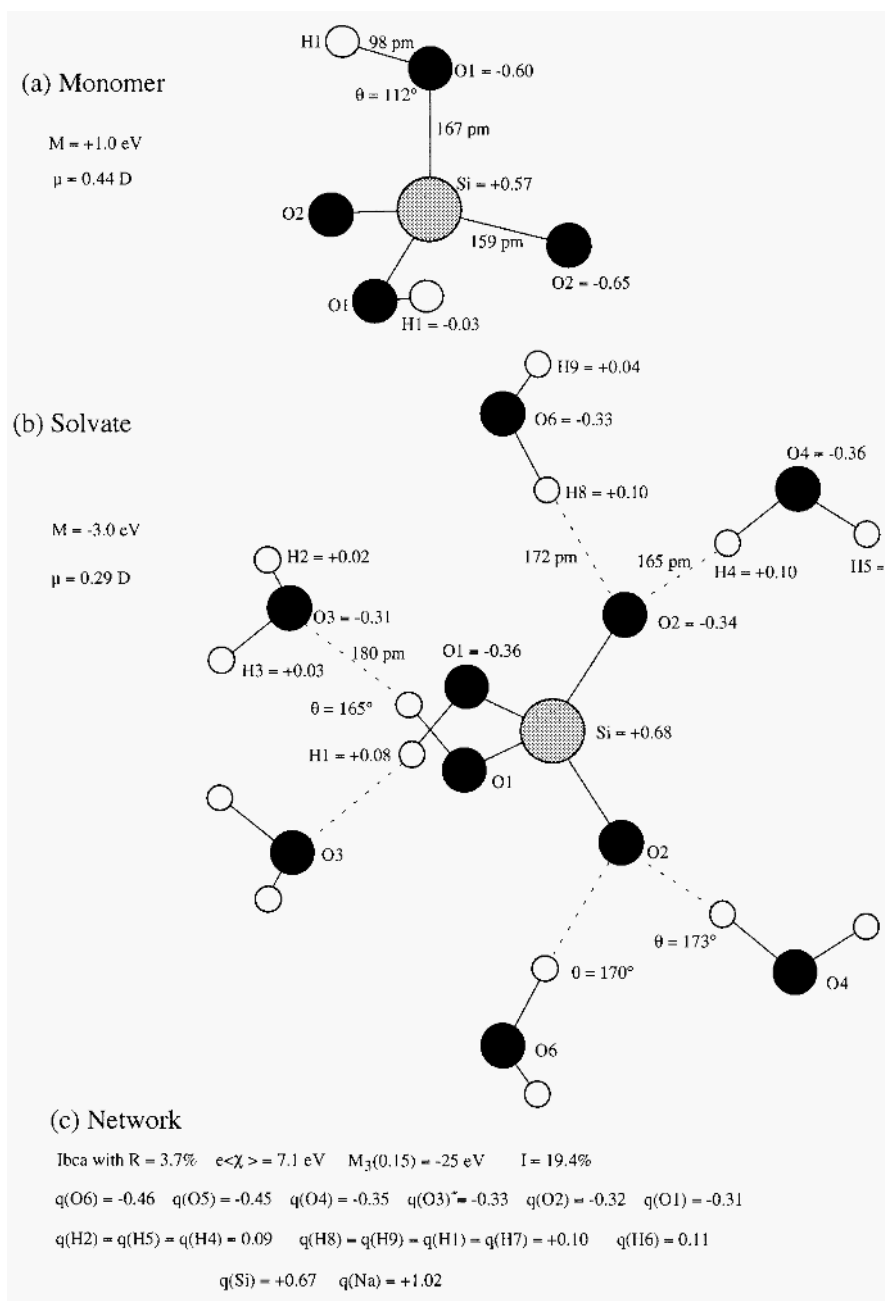 (a) Monomer
M = +1.0 eV
μ = 0.44 D
H1
98 pm
O1 = -0.60
θ = 112°
167 pm
Si = +0.57
O2
159 pm
O2 = -0.65
O1
H1 = -0.03
(b) Solvate
M = -3.0 eV
μ = 0.29 D
H9 = +0.04
O6 = -0.33
O4 = -0.36
H8 = +0.10
172 pm
165 pm
H4 = +0.10
H5 =
H2 = +0.02
O3 = -0.31
O2 = -0.34
H3 = +0.03
180 pm
O1 = -0.36
θ = 165°
Si = +0.68
H1 = +0.08
O1
O3
O2
θ = 173°
θ = 170°
O4
O6
(c) Network
Ibca with R = 3.7% e<χ> = 7.1 eV M3(0.15) = -25 eV I = 19.4%
q(O6) = -0.46 q(O5) = -0.45 q(O4) = -0.35 q(O3) = -0.33 q(O2) = -0.32 q(O1) = -0.31
q(H2) = q(H5) = q(H4) = 0.09 q(H8) = q(H9) = q(H1) = q(H7) = +0.10 q(H6) = 0.11
q(Si) = +0.67 q(Na) = +1.02